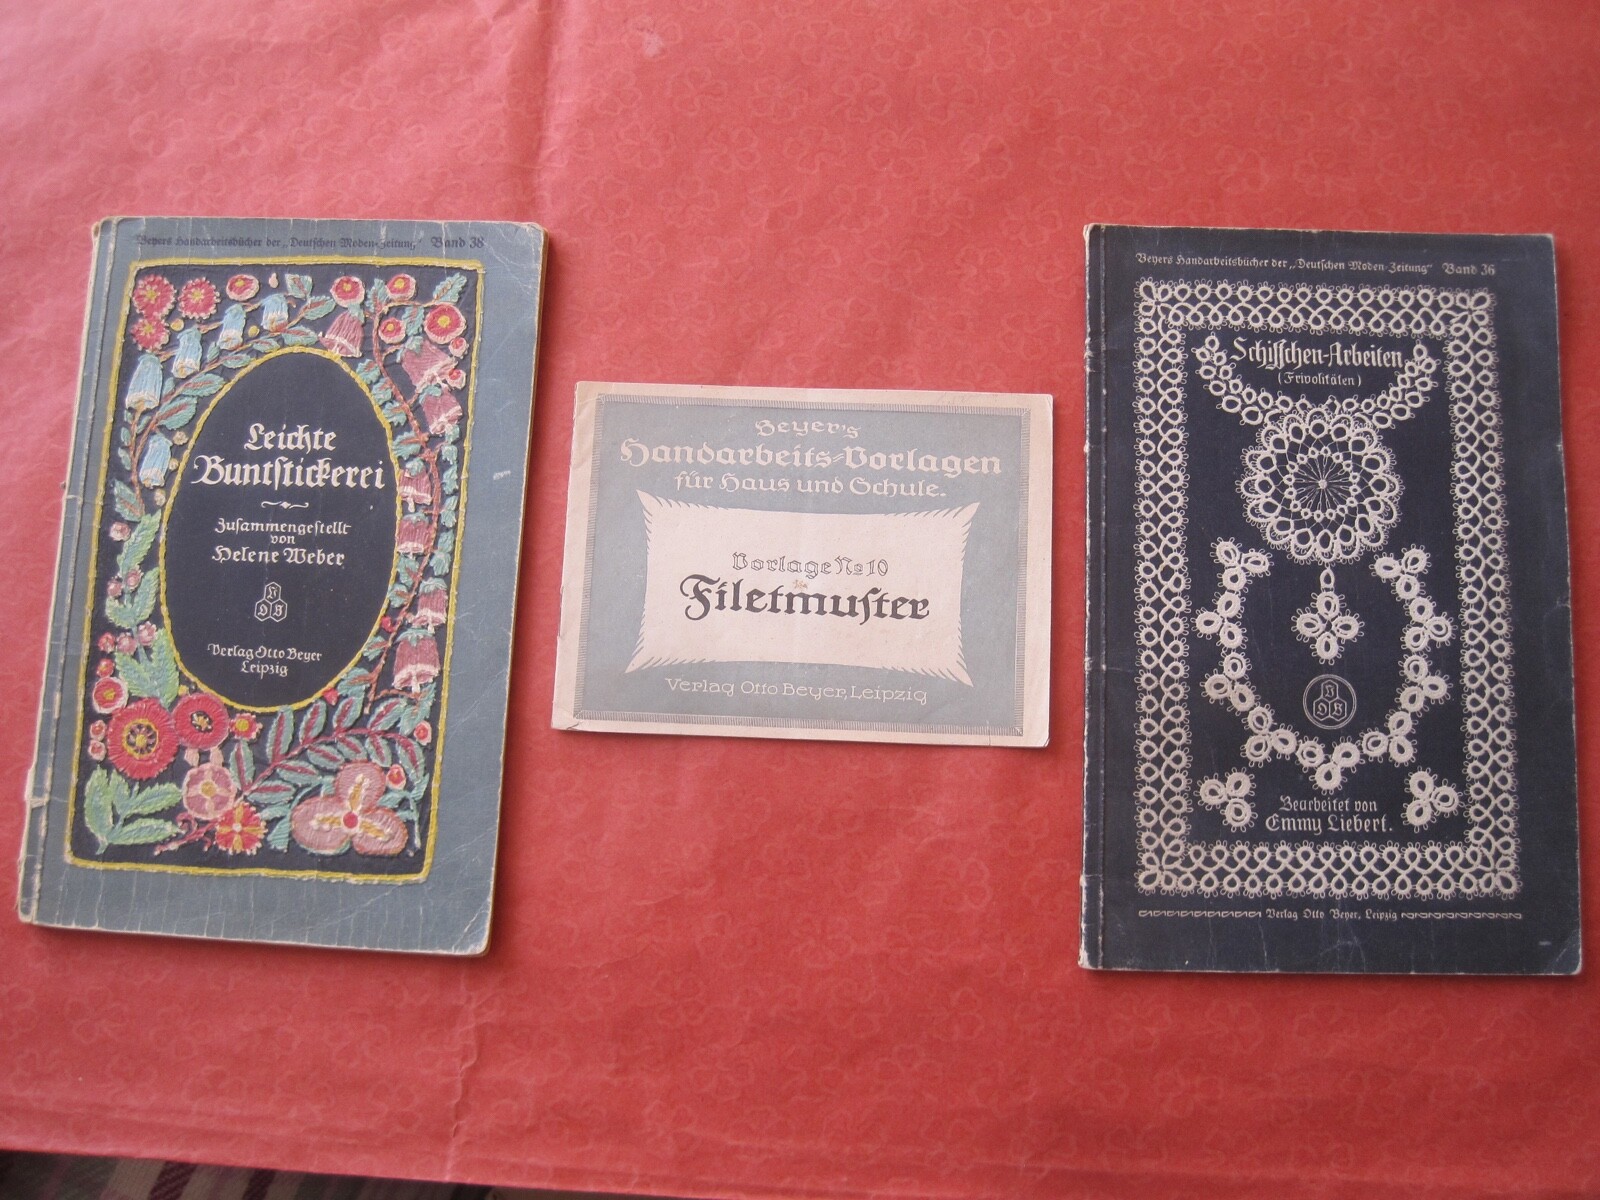 Beyers Handarbeitsbücher der „Deutschen Moden-Zeitung" Band 38
Leichte
Buntstickerei
Zusammengestellt
von
Helene Weber
V
O B
Verlag Otto Beyer
Leipzig
Beyer's
Handarbeits-Vorlagen
für Haus und Schule.
Vorlage No 10
Filetmuster
Verlag Otto Beyer, Leipzig
Beyers Handarbeitsbücher der „Deutschen Moden-Zeitung" Band 36
Schiffchen-Arbeiten
(Frivolitäten)
V
O B
Bearbeitet von
Emmy Liebert.
Verlag Otto Beyer, Leipzig